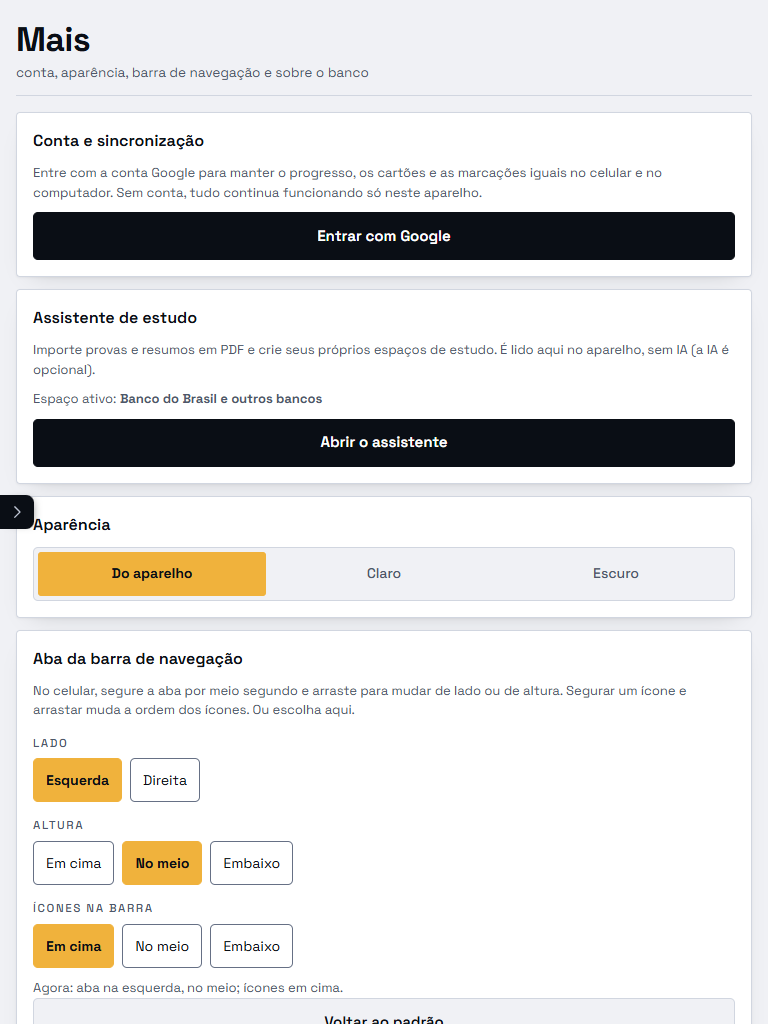 Mais
conta, aparência, barra de navegação e sobre o banco
Conta e sincronização
Entre com a conta Google para manter o progresso, os cartões e as marcações iguais no celular e no
computador. Sem conta, tudo continua funcionando só neste aparelho.
Entrar com Google
Assistente de estudo
Importe provas e resumos em PDF e crie seus próprios espaços de estudo. É lido aqui no aparelho, sem IA (a IA é
opcional).
Espaço ativo: Banco do Brasil e outros bancos
Abrir o assistente
Aparência
Do aparelho
Claro
Escuro
Aba da barra de navegação
No celular, segure a aba por meio segundo e arraste para mudar de lado ou de altura. Segurar um ícone e
arrastar muda a ordem dos ícones. Ou escolha aqui.
LADO
Esquerda
Direita
ALTURA
Em cima
No meio
Embaixo
ÍCONES NA BARRA
Em cima
No meio
Embaixo
Agora: aba na esquerda, no meio; ícones em cima.
Voltar ao padrão